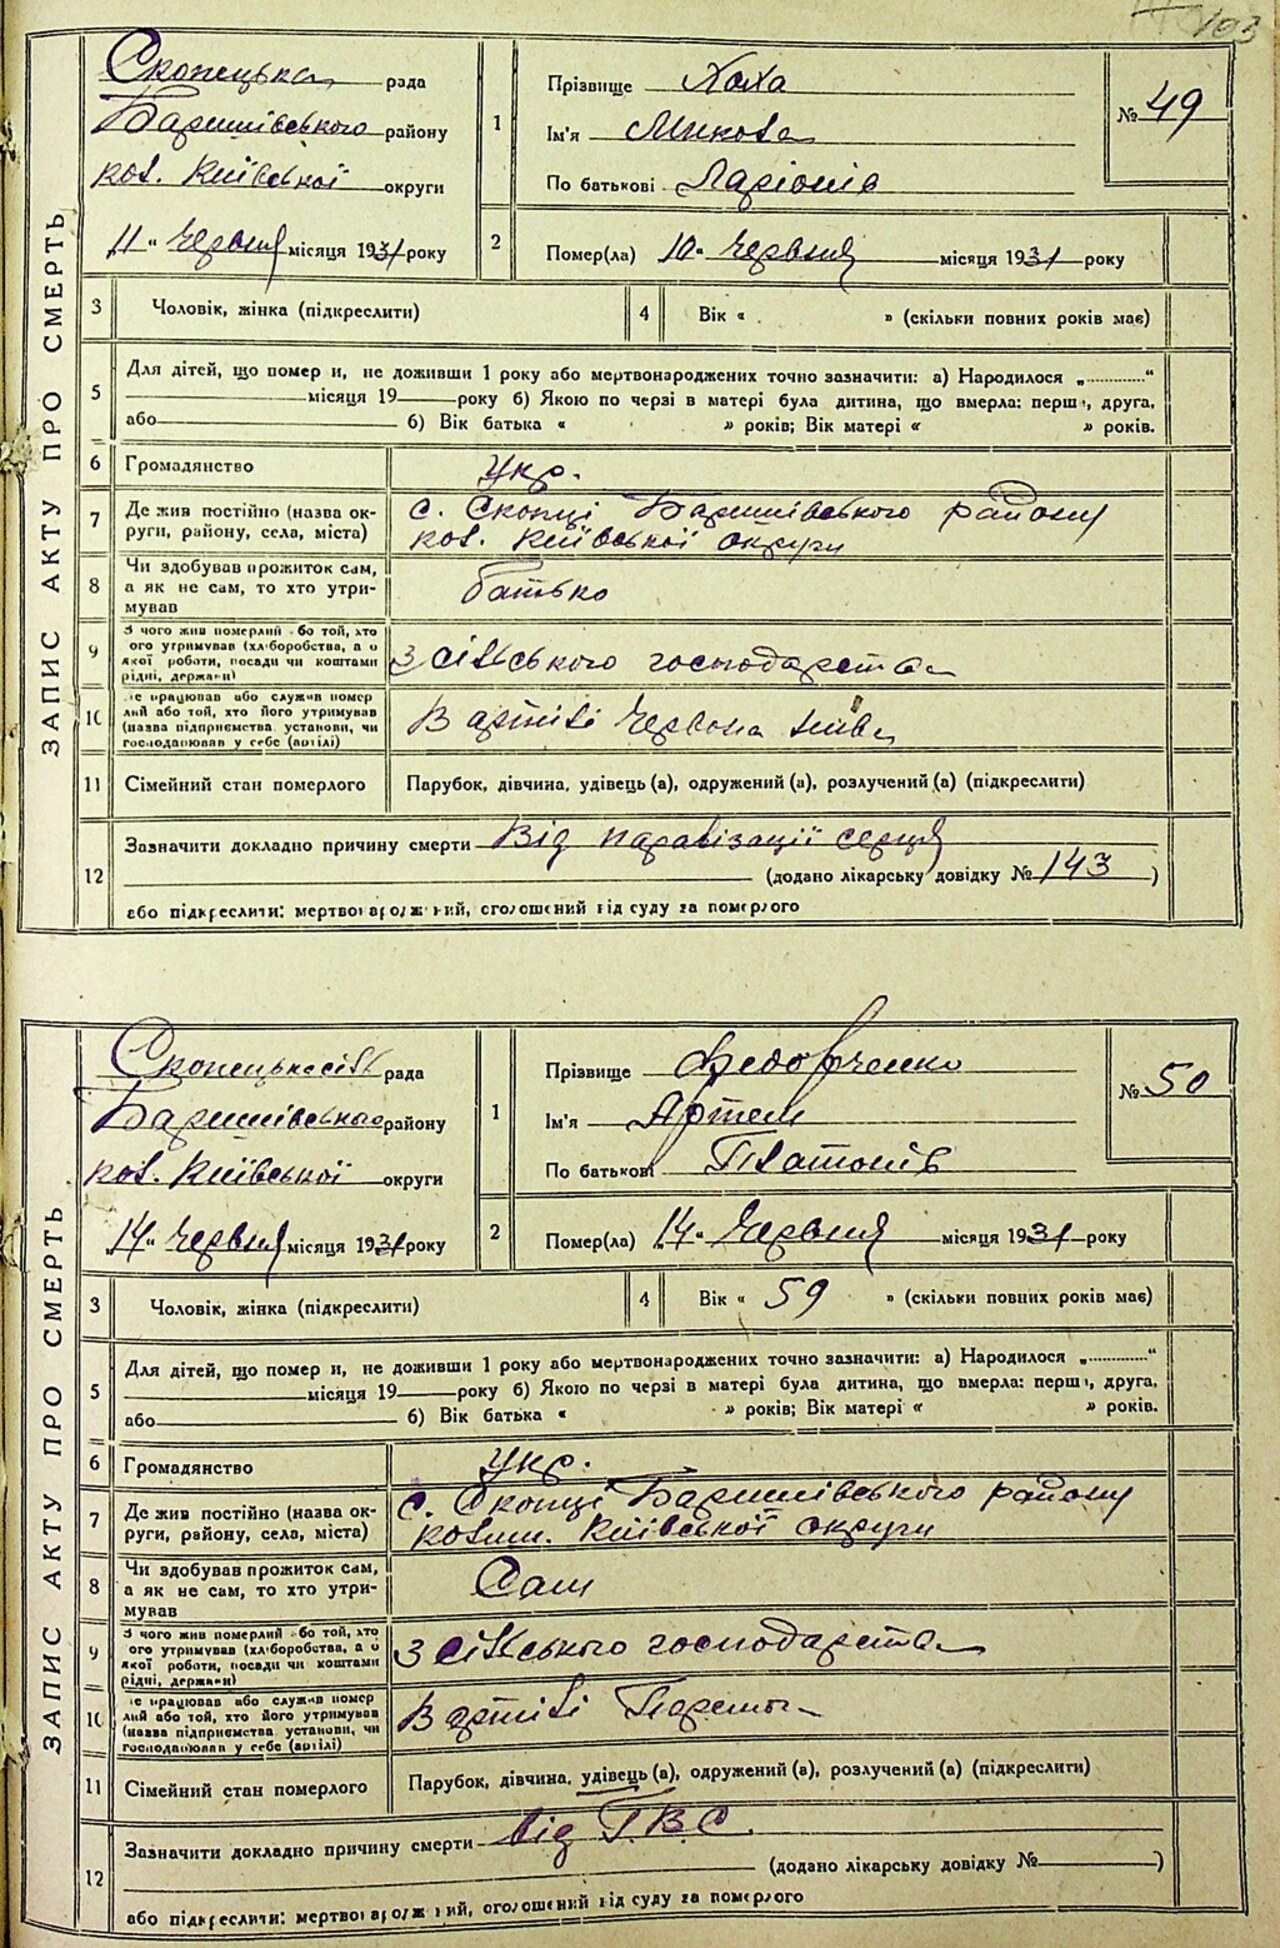 103
ЗАПИС АКТУ ПРО СМЕРТЬ
Скопецька рада
Баришівського району
кол. Київської округи
„11“ Червня місяця 1931 року
1 Прізвище Хоха
Ім'я Микола
По батькові Ларіонів
№ 49
2 Помер(ла) 10“ Червня місяця 1931 року
3 Чоловік, жінка (підкреслити)
4 Вік « » (скільки повних років має)
5 Для дітей, що помер и, не доживши 1 року або мертвонароджених точно зазначити: а) Народилося „ “
місяця 19 року б) Якою по черзі в матері була дитина, що вмерла: перша, друга,
або б) Вік батька « » років; Вік матері « » років.
6 Громадянство Укр.
7 Де жив постійно (назва ок-
руги, району, села, міста)
с. Скопці Баришівського району
кол. Київської округи
8 Чи здобував прожиток сам,
а як не сам, то хто утри-
мував
Батько
9 З чого жив померлий або той, хто
його утримував (хліборобства, а о
якої роботи, посади чи коштами
рідні, держави)
З сільського господарства
10 Де працював або служив помер
лий або той, хто його утримував
(назва підприємства установи, чи
господарював у себе (артілі)
В артілі Червона нива
11 Сімейний стан померлого Парубок, дівчина, удівець (а), одружений (а), розлучений (а) (підкреслити)
12 Зазначити докладно причину смерти Від паралізації серця
(додано лікарську довідку № 143 )
або підкреслити: мертвонароджений, оголошений від суду за померлого
ЗАПИС АКТУ ПРО СМЕРТЬ
Скопецька сіль рада
Баришівського району
кол. Київської округи
„14“ Червня місяця 1931 року
1 Прізвище Федорченко
Ім'я Артем
По батькові Платонів
№ 50
2 Помер(ла) „14“ Червня місяця 1931 року
3 Чоловік, жінка (підкреслити)
4 Вік « 59 » (скільки повних років має)
5 Для дітей, що помер и, не доживши 1 року або мертвонароджених точно зазначити: а) Народилося „ “
місяця 19 року б) Якою по черзі в матері була дитина, що вмерла: перша, друга,
або б) Вік батька « » років; Вік матері « » років.
6 Громадянство Укр.
7 Де жив постійно (назва ок-
руги, району, села, міста)
с. Скопці Баришівського району
колиш. Київської округи
8 Чи здобував прожиток сам,
а як не сам, то хто утри-
мував
Сам
9 З чого жив померлий або той, хто
його утримував (хліборобства, а о
якої роботи, посади чи коштами
рідні, держави)
З сільського господарства
10 Де працював або служив помер
лий або той, хто його утримував
(назва підприємства установи, чи
господарював у себе (артілі)
В артілі
11 Сімейний стан померлого Парубок, дівчина, удівець (а), одружений (а), розлучений (а) (підкреслити)
12 Зазначити докладно причину смерти від Т.В.С.
(додано лікарську довідку № )
або підкреслити: мертвонароджений, оголошений від суду за померлого